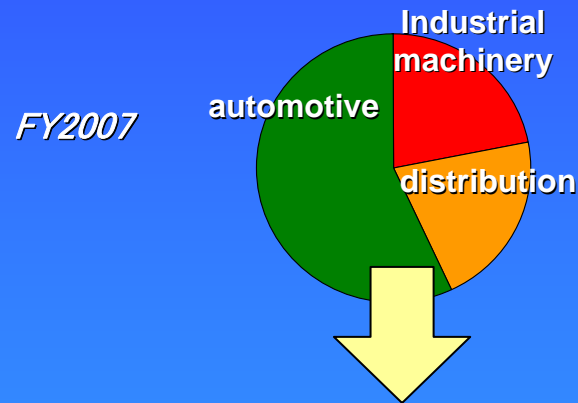 Industrial
machinery
automotive
FY2007
distribution